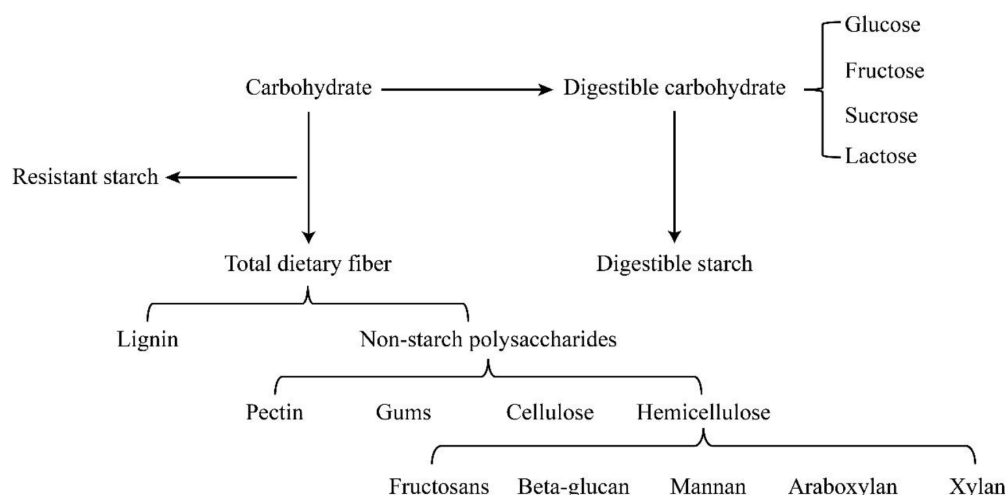 Glucose
Carbohydrate
Digestible carbohydrate
Fructose
Sucrose
Lactose
Resistant starch
Total dietary fiber
Digestible starch
Lignin
Non-starch polysaccharides
Pectin
Gums
Cellulose
Hemicellulose
Fructosans
Beta-glucan
Mannan
Araboxylan
Xylan